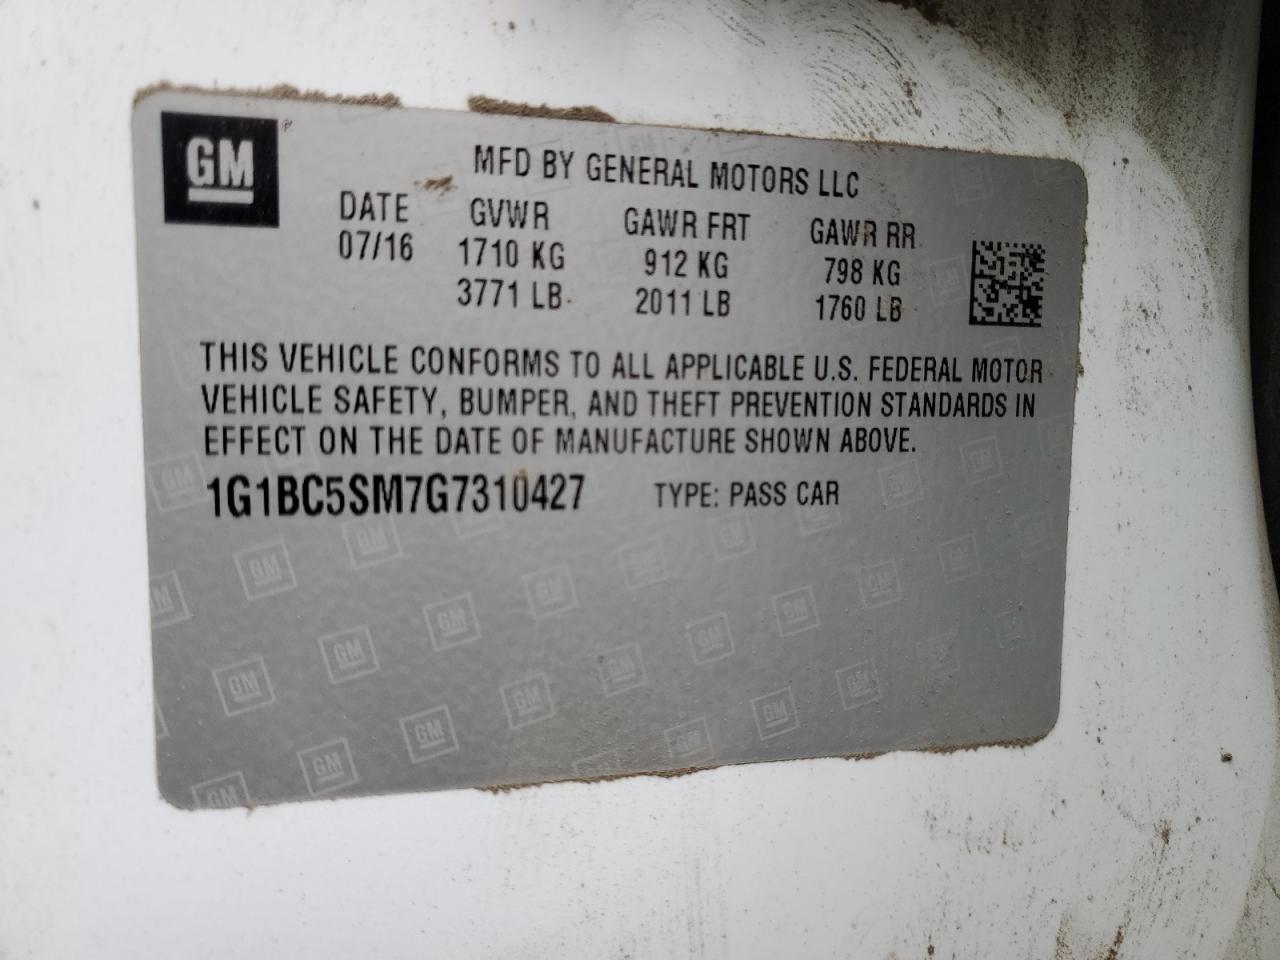 GM
MFD BY GENERAL MOTORS LLC
DATE GVWR GAWR FRT GAWR RR
07/16 1710 KG 912 KG 798 KG
3771 LB 2011 LB 1760 LB
THIS VEHICLE CONFORMS TO ALL APPLICABLE U.S. FEDERAL MOTOR
VEHICLE SAFETY, BUMPER, AND THEFT PREVENTION STANDARDS IN
EFFECT ON THE DATE OF MANUFACTURE SHOWN ABOVE.
1G1BC5SM7G7310427 TYPE: PASS CAR